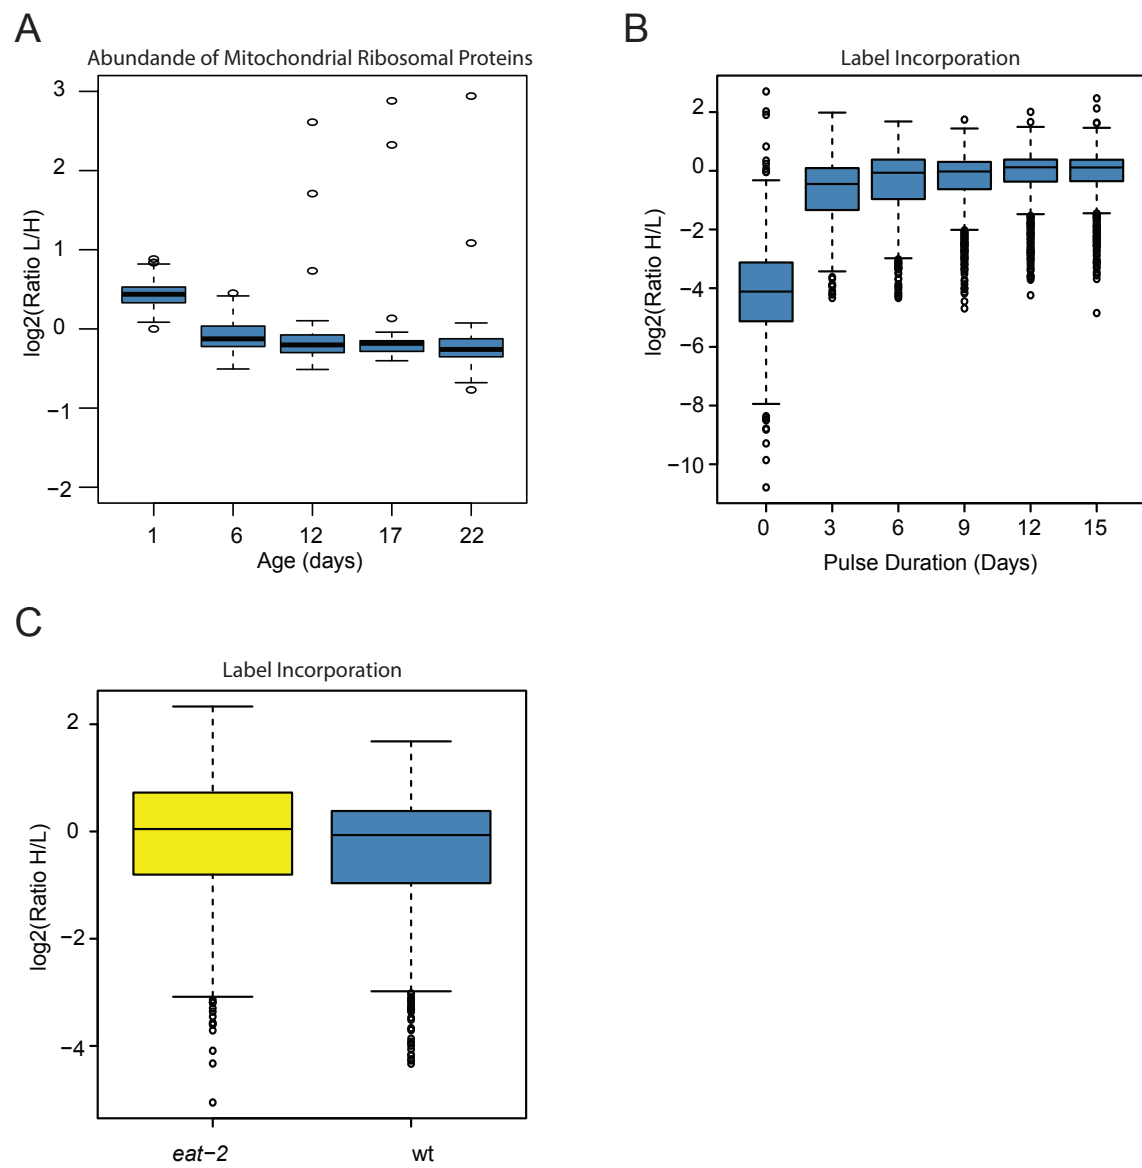 A
Abundande of Mitochondrial Ribosomal Proteins
log2(Ratio L/H)
3
2
1
0
−1
−2
1 6 12 17 22
Age (days)
B
Label Incorporation
log2(Ratio H/L)
2
0
−2
−4
−6
−8
−10
0 3 6 9 12 15
Pulse Duration (Days)
C
Label Incorporation
log2(Ratio H/L)
2
0
−2
−4
eat−2 wt